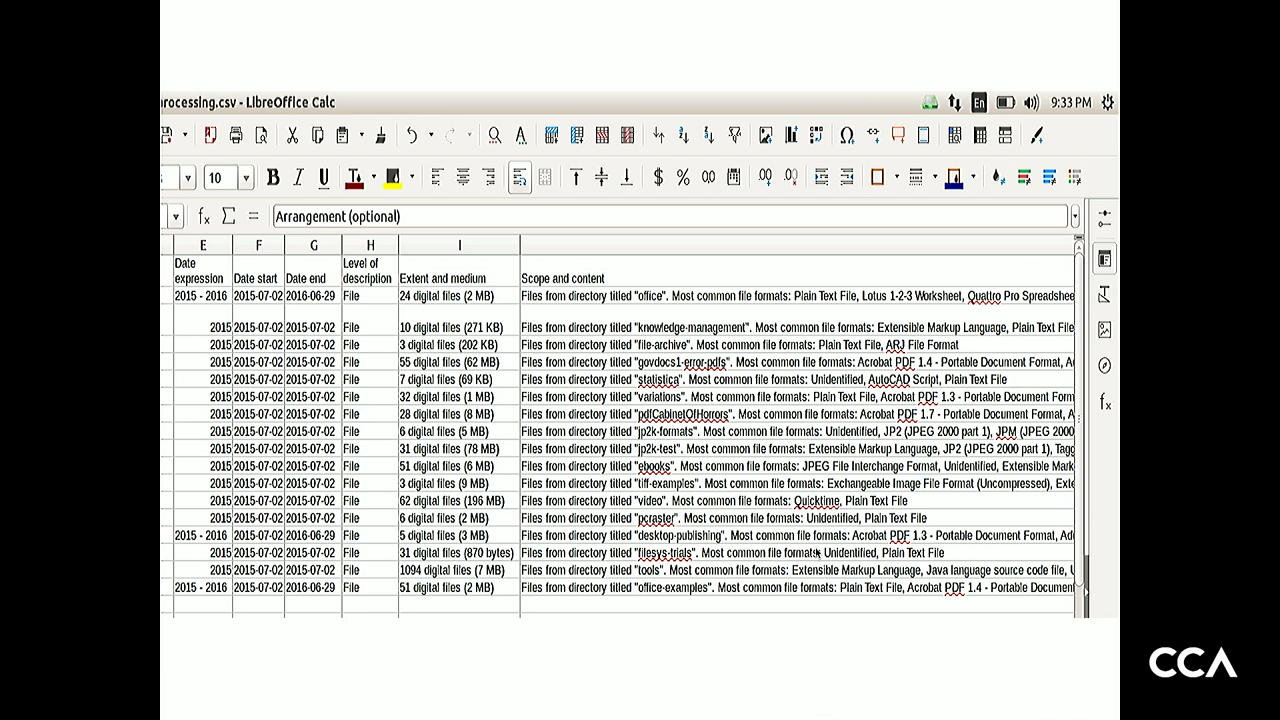 rocessing.csv - LibreOffice Calc En 9:33 PM
10
Arrangement (optional)
E F G H I
Date expression Date start Date end Level of description Extent and medium Scope and content
2015 - 2016 2015-07-02 2016-06-29 File 24 digital files (2 MB) Files from directory titled "office". Most common file formats: Plain Text File, Lotus 1-2-3 Worksheet, Quattro Pro Spreadshee
2015 2015-07-02 2015-07-02 File 10 digital files (271 KB) Files from directory titled "knowledge-management". Most common file formats: Extensible Markup Language, Plain Text File
2015 2015-07-02 2015-07-02 File 3 digital files (202 KB) Files from directory titled "file-archive". Most common file formats: Plain Text File, ARJ File Format
2015 2015-07-02 2015-07-02 File 55 digital files (62 MB) Files from directory titled "govdocs1-error-pdfs". Most common file formats: Acrobat PDF 1.4 - Portable Document Format, Ac
2015 2015-07-02 2015-07-02 File 7 digital files (69 KB) Files from directory titled "statistica". Most common file formats: Unidentified, AutoCAD Script, Plain Text File
2015 2015-07-02 2015-07-02 File 32 digital files (1 MB) Files from directory titled "variations". Most common file formats: Plain Text File, Acrobat PDF 1.3 - Portable Document Form
2015 2015-07-02 2015-07-02 File 28 digital files (8 MB) Files from directory titled "pdfCabinetOfHorrors". Most common file formats: Acrobat PDF 1.7 - Portable Document Format, A
2015 2015-07-02 2015-07-02 File 6 digital files (5 MB) Files from directory titled "jp2k-formats". Most common file formats: Unidentified, JP2 (JPEG 2000 part 1), JPM (JPEG 2000
2015 2015-07-02 2015-07-02 File 31 digital files (78 MB) Files from directory titled "jp2k-test". Most common file formats: Extensible Markup Language, JP2 (JPEG 2000 part 1), Tagg
2015 2015-07-02 2015-07-02 File 51 digital files (6 MB) Files from directory titled "ebooks". Most common file formats: JPEG File Interchange Format, Unidentified, Extensible Mark
2015 2015-07-02 2015-07-02 File 3 digital files (9 MB) Files from directory titled "tiff-examples". Most common file formats: Exchangeable Image File Format (Uncompressed), Exte
2015 2015-07-02 2015-07-02 File 62 digital files (196 MB) Files from directory titled "video". Most common file formats: Quicktime, Plain Text File
2015 2015-07-02 2015-07-02 File 6 digital files (2 MB) Files from directory titled "pcraster". Most common file formats: Unidentified, Plain Text File
2015 - 2016 2015-07-02 2016-06-29 File 5 digital files (3 MB) Files from directory titled "desktop-publishing". Most common file formats: Acrobat PDF 1.3 - Portable Document Format, Ad
2015 2015-07-02 2015-07-02 File 31 digital files (870 bytes) Files from directory titled "filesys-trials". Most common file formats: Unidentified, Plain Text File
2015 2015-07-02 2015-07-02 File 1094 digital files (7 MB) Files from directory titled "tools". Most common file formats: Extensible Markup Language, Java language source code file, U
2015 - 2016 2015-07-02 2016-06-29 File 51 digital files (2 MB) Files from directory titled "office-examples". Most common file formats: Plain Text File, Acrobat PDF 1.4 - Portable Document
CCA